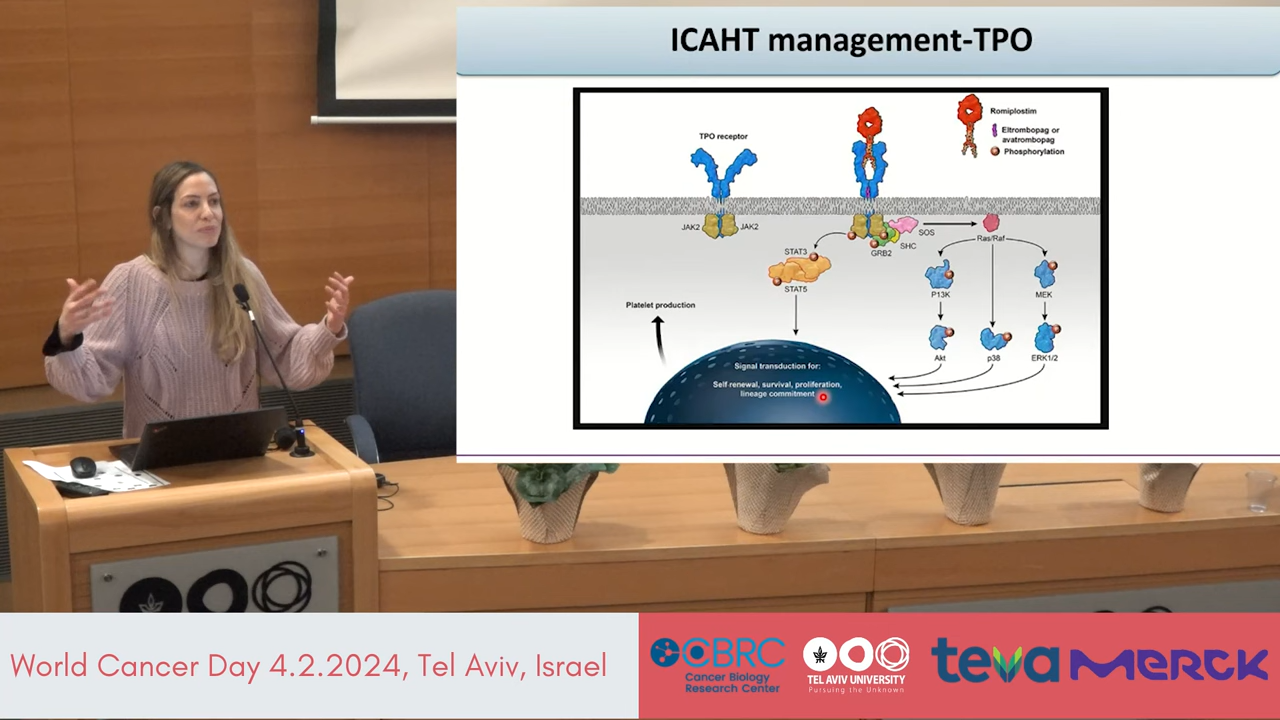 ICAHT management-TPO
TPO receptor
Romiplostim
Eltrombopag or
avatrombopag
Phosphorylation
JAK2
JAK2
SOS
SHC
GRB2
Ras/Raf
STAT3
STAT5
P13K
MEK
Platelet production
Akt
p38
ERK1/2
Signal transduction for:
Self renewal, survival, proliferation,
lineage commitment
World Cancer Day 4.2.2024, Tel Aviv, Israel
CBRC
Cancer Biology
Research Center
TEL AVIV UNIVERSITY
Pursuing the Unknown
teva
MERCK